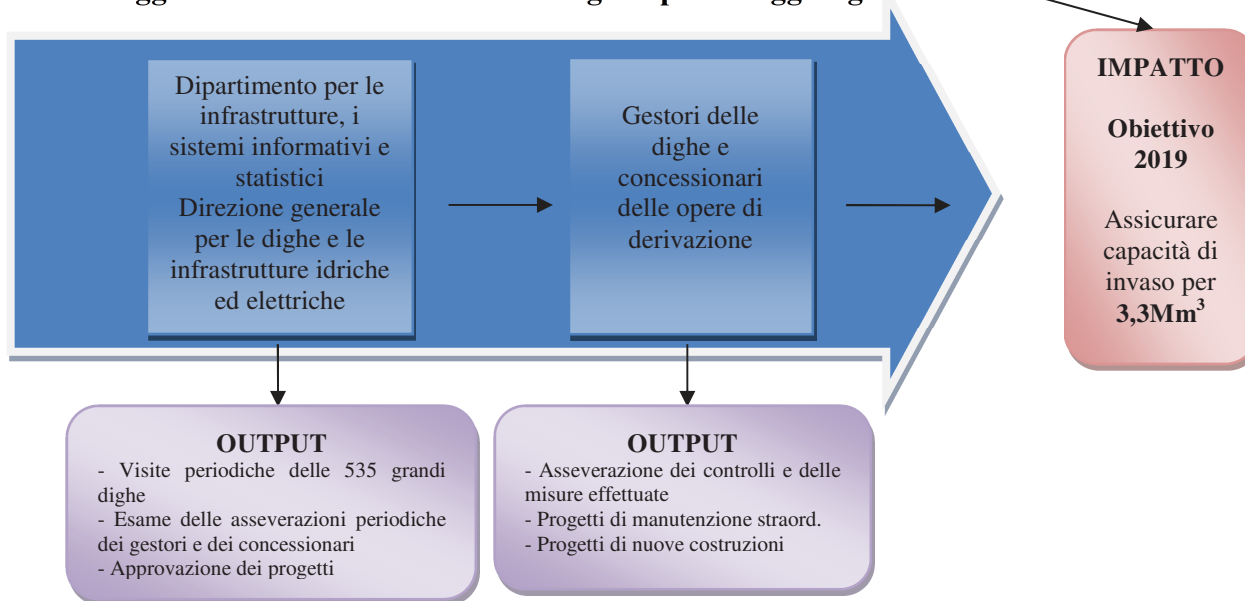 Dipartimento per le
infrastrutture, i
sistemi informativi e
statistici
Direzione generale
per le dighe e le
infrastrutture idriche
ed elettriche
Gestori delle
dighe e
concessionari
delle opere di
derivazione
IMPATTO
Obiettivo
2019
Assicurare
capacità di
invaso per
3,3Mm³
OUTPUT
- Visite periodiche delle 535 grandi
dighe
- Esame delle asseverazioni periodiche
dei gestori e dei concessionari
- Approvazione dei progetti
OUTPUT
- Asseverazione dei controlli e delle
misure effettuate
- Progetti di manutenzione straord.
- Progetti di nuove costruzioni